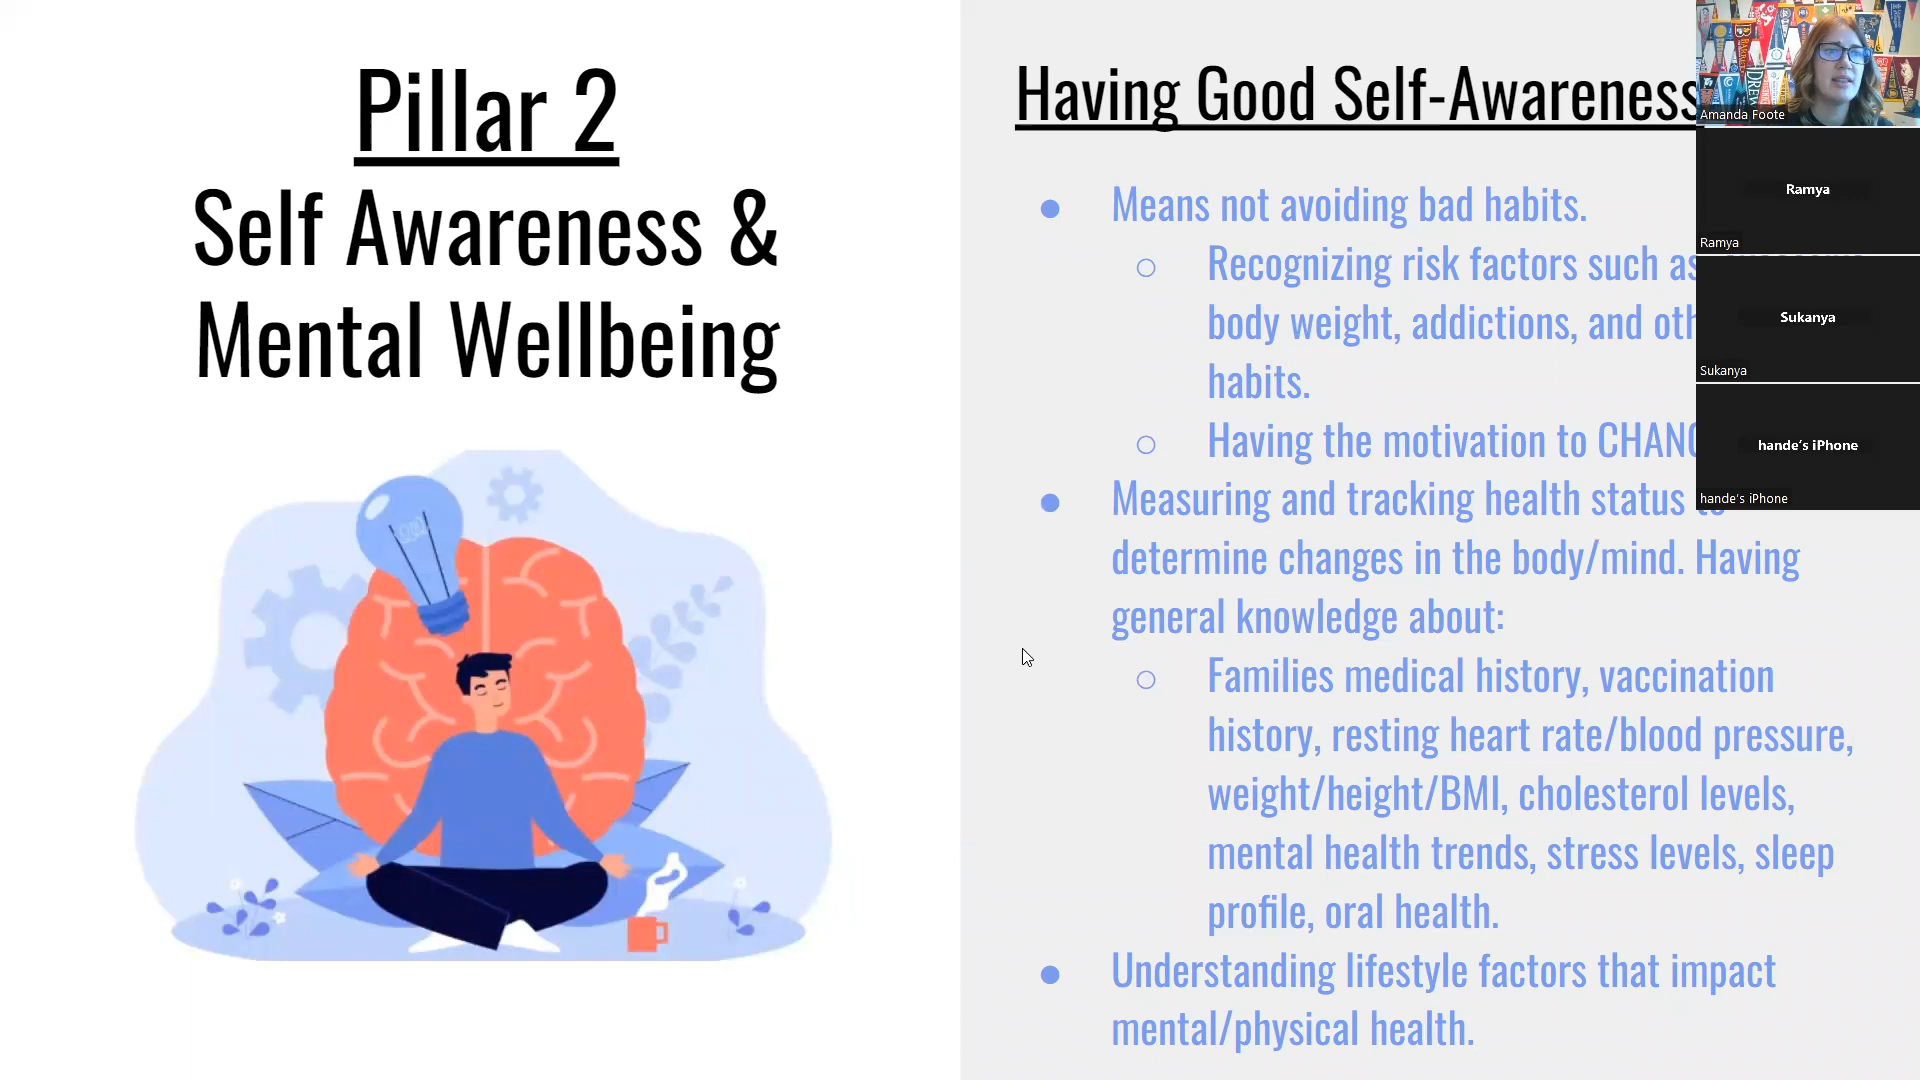 Pillar 2
Self Awareness &
Mental Wellbeing
Having Good Self-Awareness
● Means not avoiding bad habits.
○ Recognizing risk factors such as
body weight, addictions, and
habits.
○ Having the motivation to
● Measuring and tracking health status
determine changes in the body/mind. Having
general knowledge about:
○ Families medical history, vaccination
history, resting heart rate/blood pressure,
weight/height/BMI, cholesterol levels,
mental health trends, stress levels, sleep
profile, oral health.
● Understanding lifestyle factors that impact
mental/physical health.
Amanda Foote
Ramya
Ramya
Sukanya
Sukanya
hande's iPhone
hande's iPhone